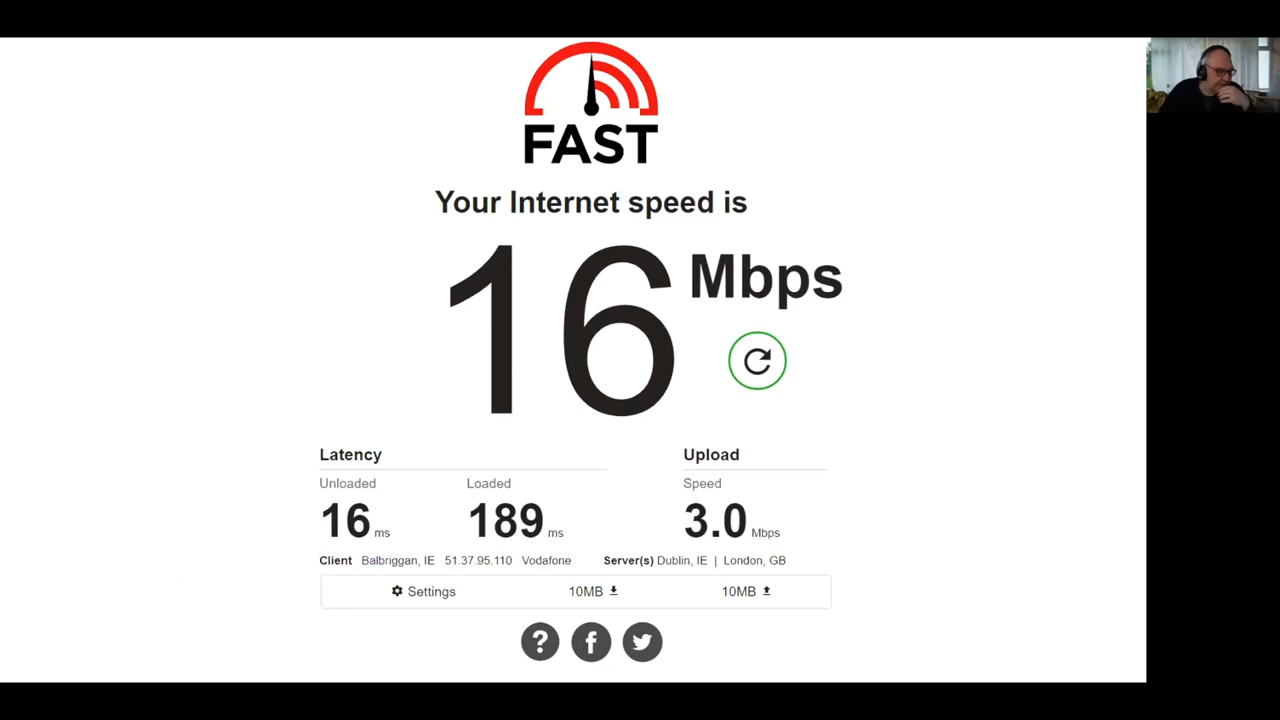 FAST
Your Internet speed is
16 Mbps
Latency Upload
Unloaded Loaded Speed
16 ms 189 ms 3.0 Mbps
Client Balbriggan, IE 51.37.95.110 Vodafone Server(s) Dublin, IE | London, GB
Settings 10MB 10MB